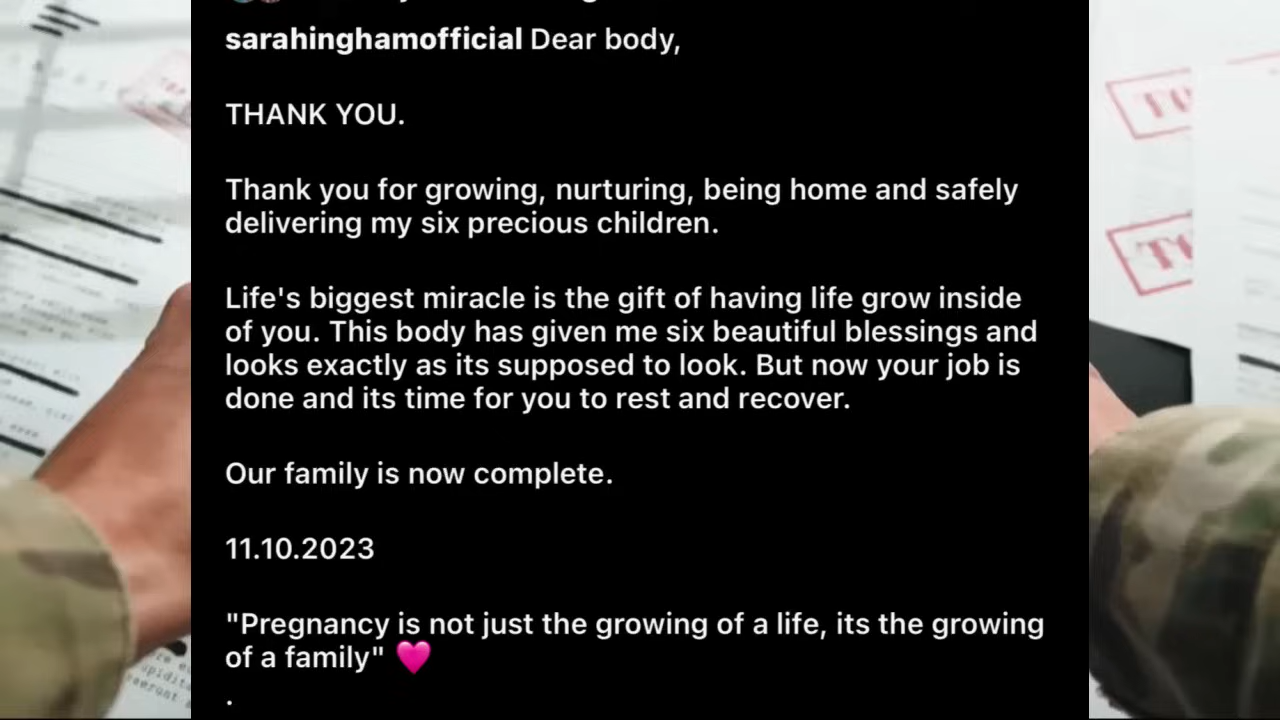 sarahinghamofficial Dear body,
THANK YOU.
Thank you for growing, nurturing, being home and safely
delivering my six precious children.
Life's biggest miracle is the gift of having life grow inside
of you. This body has given me six beautiful blessings and
looks exactly as its supposed to look. But now your job is
done and its time for you to rest and recover.
Our family is now complete.
11.10.2023
"Pregnancy is not just the growing of a life, its the growing
of a family" 💗
.